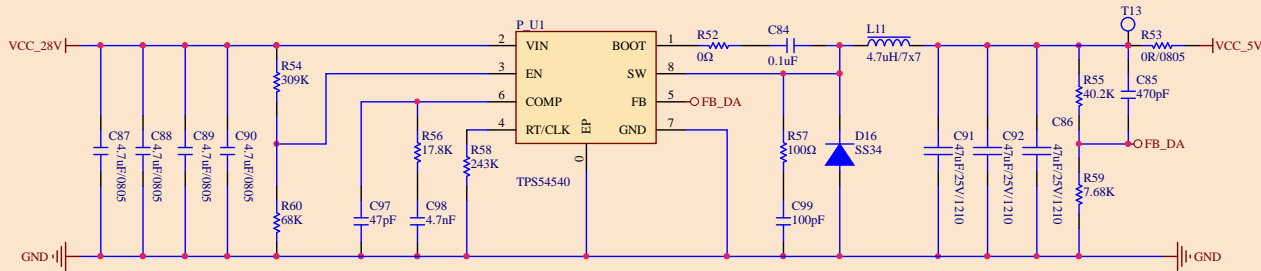 P_U1
T13
VCC_28V
2
VIN
BOOT
1
R52
0Ω
C84
0.1uF
L11
4.7uH/7x7
R53
0R/0805
VCC_5V
R54
309K
3
EN
SW
8
R55
40.2K
C85
470pF
6
COMP
FB
5
FB_DA
4
RT/CLK
EP
GND
7
C87
4.7uF/0805
C88
4.7uF/0805
C89
4.7uF/0805
C90
4.7uF/0805
R56
17.8K
R58
243K
0
TPS54540
R57
100Ω
D16
SS34
C91
47uF/25V/1210
C92
47uF/25V/1210
C86
47uF/25V/1210
FB_DA
R60
68K
C97
47pF
C98
4.7nF
C99
100pF
R59
7.68K
GND
GND